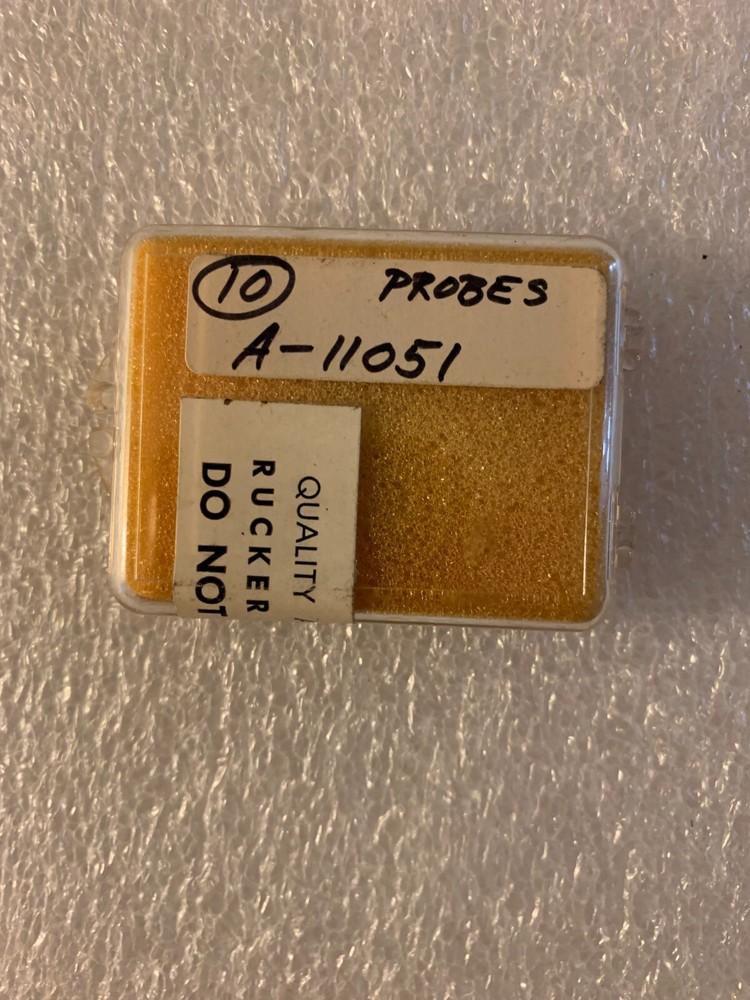 10 PROBES
A-11051
QUALITY
RUCKER
DO NOT